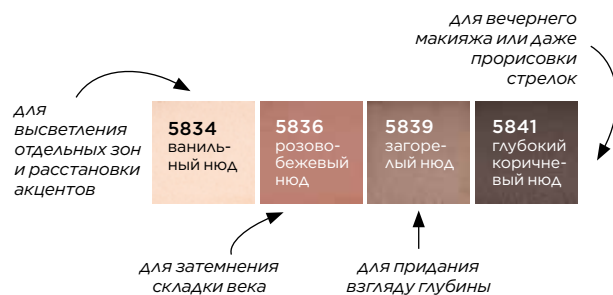 для вечернего
макияжа или даже
прорисовки
стрелок
для
высветления
отдельных зон
и расстановки
акцентов
5834
ваниль-
ный нюд
5836
розово-
бежевый
нюд
5839
загоре-
лый нюд
5841
глубокий
коричне-
вый нюд
для затемнения
складки века
для придания
взгляду глубины